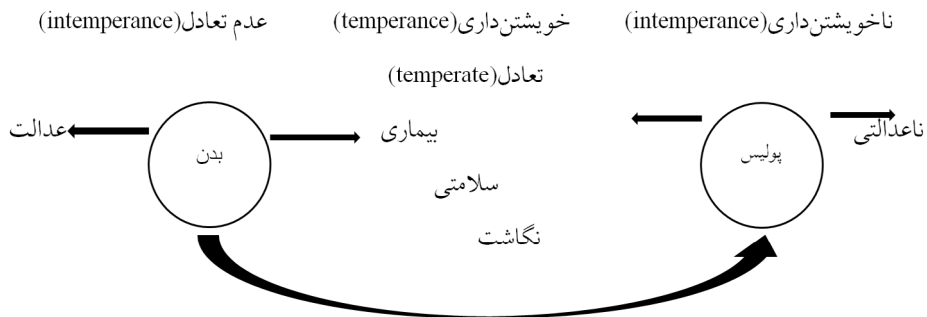 ناخویشتن‌داری(intemperance) خویشتن‌داری(temperance) عدم تعادل(intemperance)
تعادل(temperate)
ناعدالتی بیماری عدالت
پولیس بدن
سلامتی
نگاشت